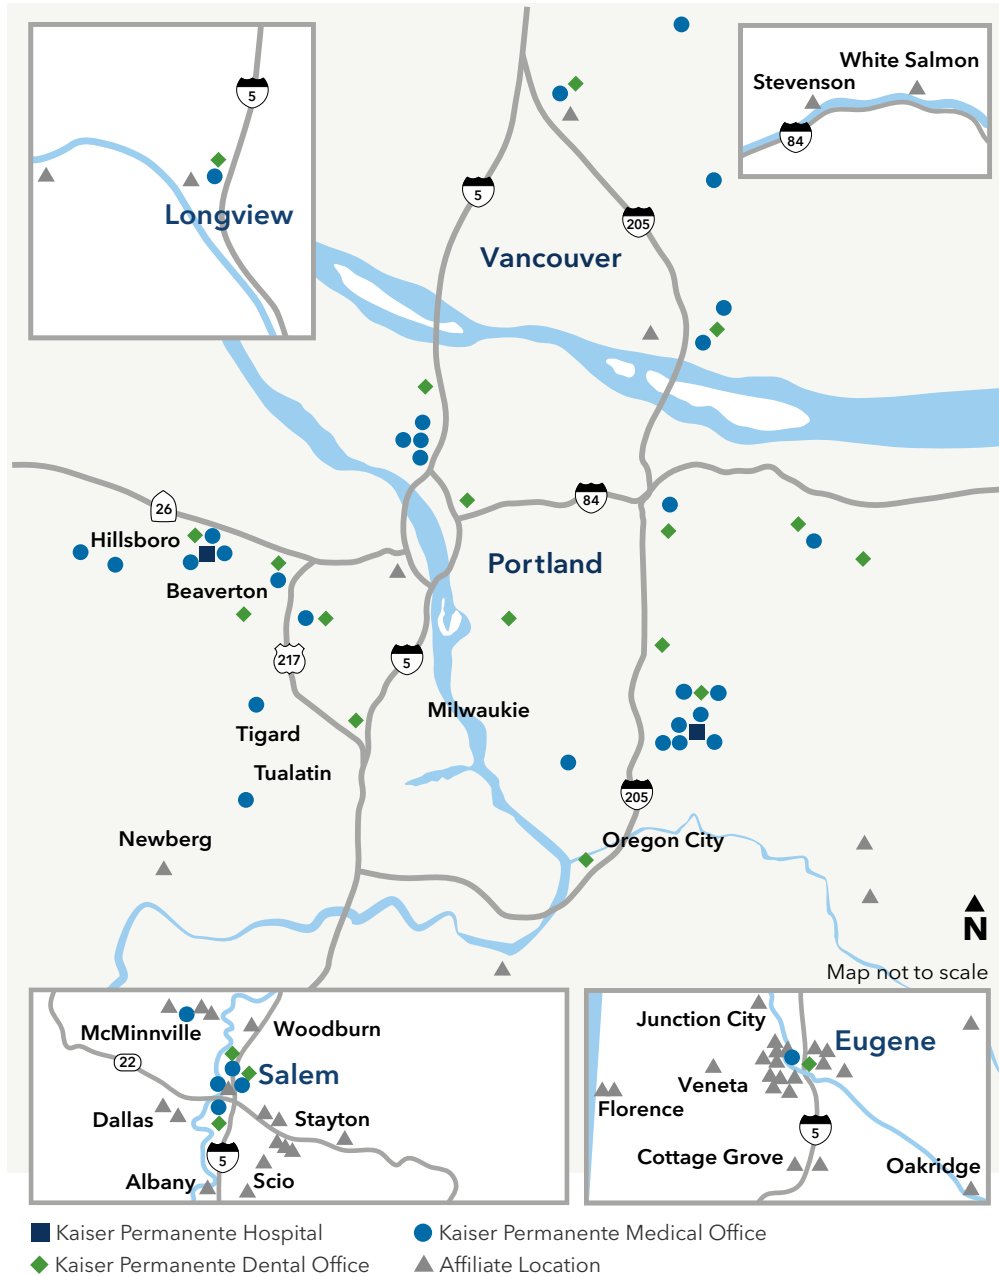 5
White Salmon
Stevenson
84
5
205
Longview
Vancouver
26
84
Hillsboro
Portland
Beaverton
217
5
Milwaukie
Tigard
Tualatin
205
Newberg
Oregon City
N
Map not to scale
McMinnville
Woodburn
22
Salem
Dallas
Stayton
5
Albany
Scio
Junction City
Eugene
Veneta
Florence
5
Cottage Grove
Oakridge
Kaiser Permanente Hospital
Kaiser Permanente Medical Office
Kaiser Permanente Dental Office
Affiliate Location